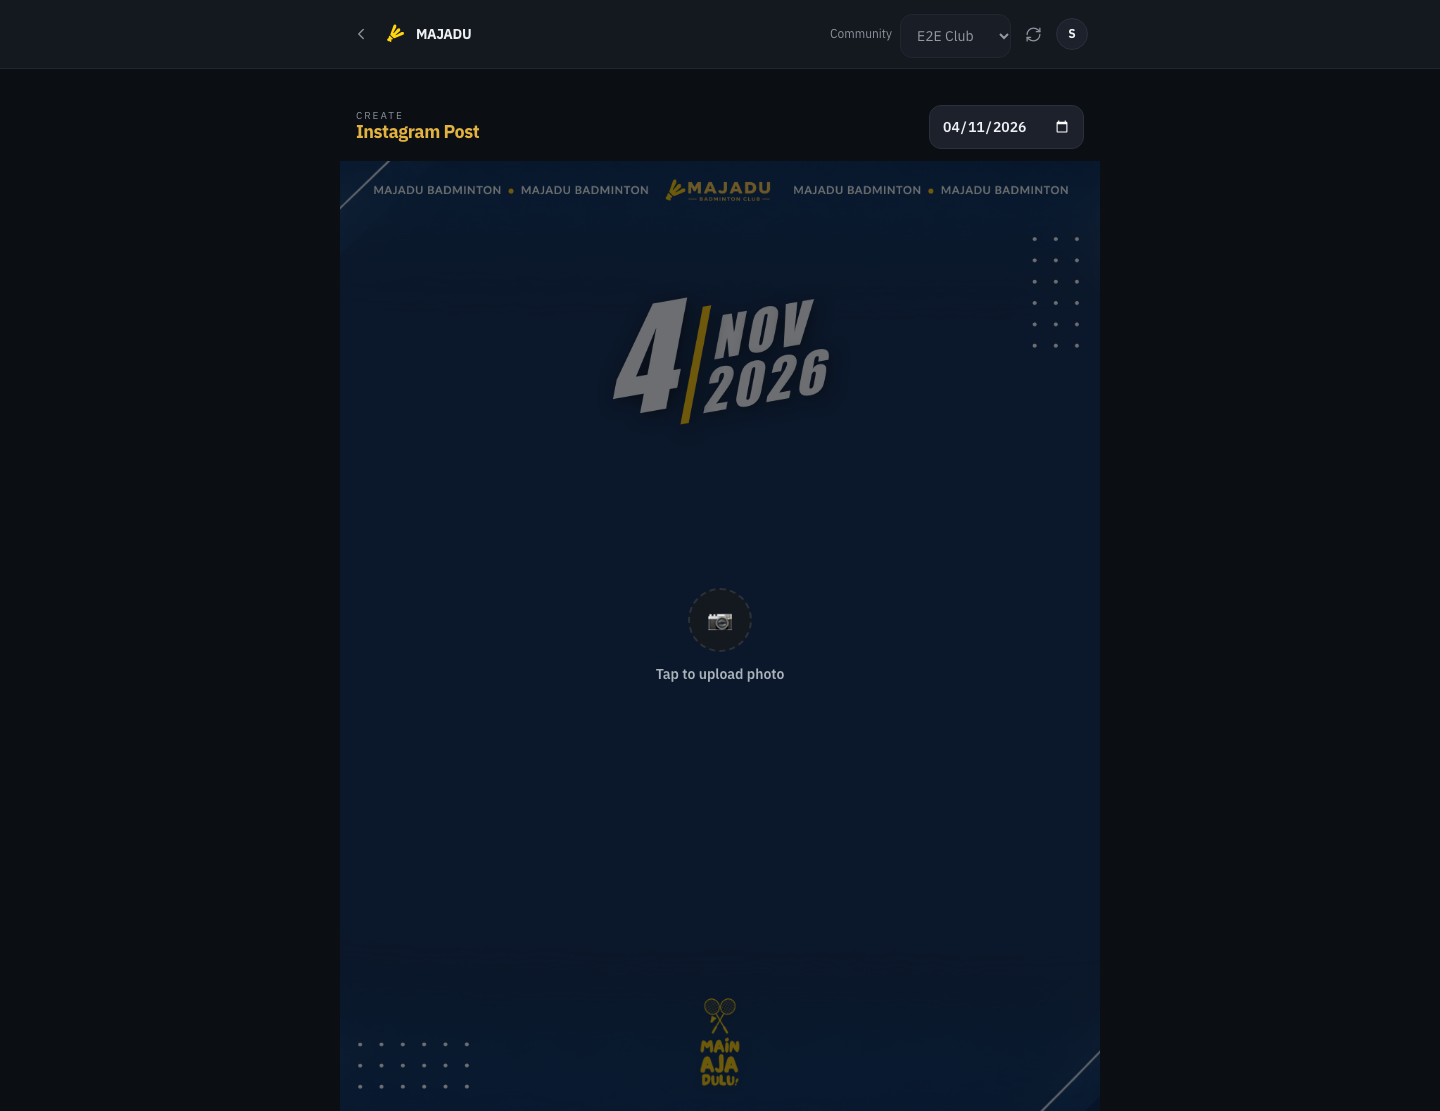 MAJADU
Community
E2E Club
S
CREATE
Instagram Post
04/11/2026
MAJADU BADMINTON • MAJADU BADMINTON
MAJADU
BADMINTON CLUB
MAJADU BADMINTON • MAJADU BADMINTON
4 NOV
2026
Tap to upload photo
MAiN
AJA
DULU!